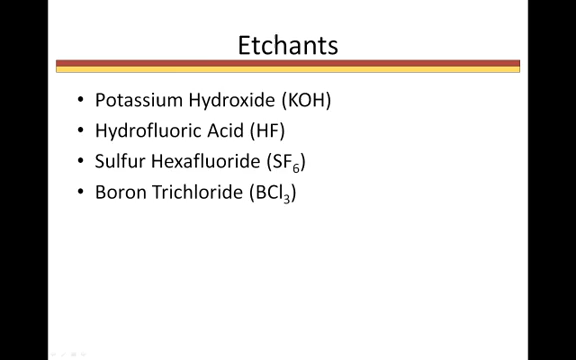 Etchants
• Potassium Hydroxide (KOH)
• Hydrofluoric Acid (HF)
• Sulfur Hexafluoride (SF₆)
• Boron Trichloride (BCl₃)